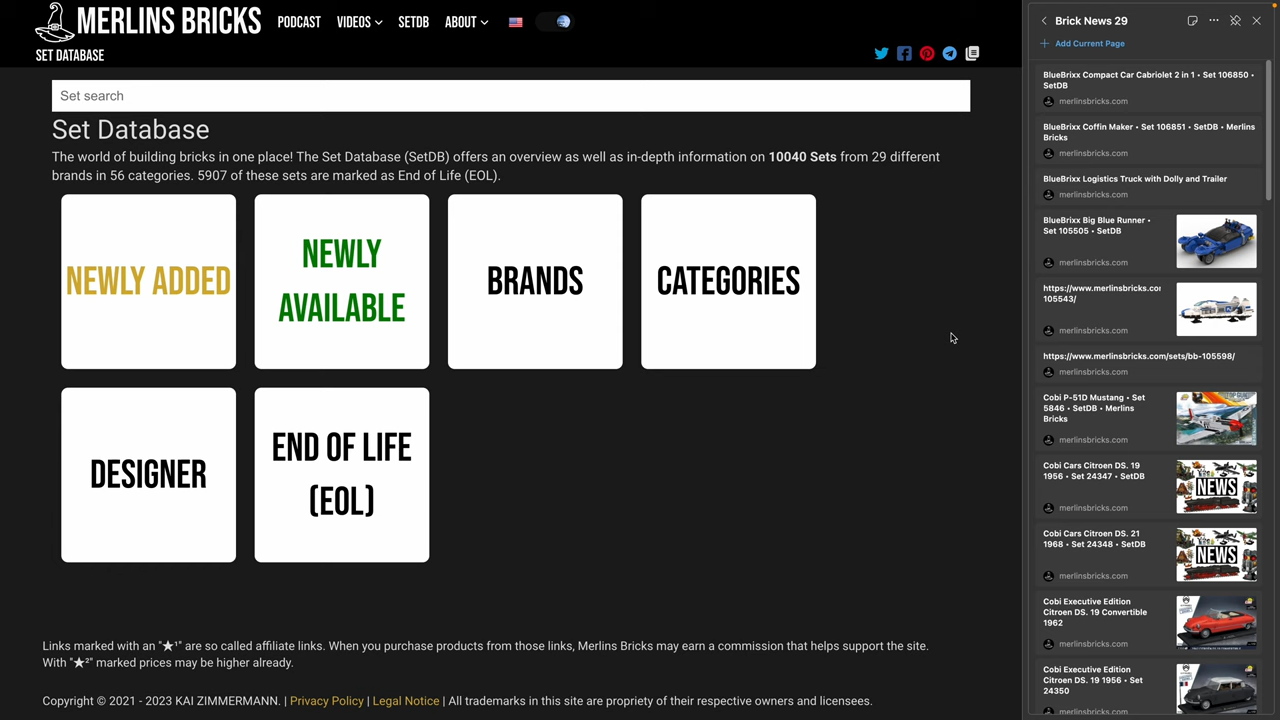 MERLINS BRICKS
PODCAST
VIDEOS
SETDB
ABOUT
SET DATABASE
Set search
Set Database
The world of building bricks in one place! The Set Database (SetDB) offers an overview as well as in-depth information on 10040 Sets from 29 different
brands in 56 categories. 5907 of these sets are marked as End of Life (EOL).
NEWLY ADDED
NEWLY
AVAILABLE
BRANDS
CATEGORIES
DESIGNER
END OF LIFE
(EOL)
Links marked with an "★¹" are so called affiliate links. When you purchase products from those links, Merlins Bricks may earn a commission that helps support the site.
With "★²" marked prices may be higher already.
Copyright © 2021 - 2023 KAI ZIMMERMANN. | Privacy Policy | Legal Notice | All trademarks in this site are propriety of their respective owners and licensees.
Brick News 29
Add Current Page
BlueBrixx Compact Car Cabriolet 2 in 1 • Set 106850 •
SetDB
merlinsbricks.com
BlueBrixx Coffin Maker • Set 106851 • SetDB • Merlins
Bricks
merlinsbricks.com
BlueBrixx Logistics Truck with Dolly and Trailer
merlinsbricks.com
BlueBrixx Big Blue Runner •
Set 105505 • SetDB
merlinsbricks.com
https://www.merlinsbricks.co
105543/
merlinsbricks.com
https://www.merlinsbricks.com/sets/bb-105598/
merlinsbricks.com
Cobi P-51D Mustang • Set
5846 • SetDB • Merlins
Bricks
merlinsbricks.com
Cobi Cars Citroen DS. 19
1956 • Set 24347 • SetDB
NEWS
merlinsbricks.com
Cobi Cars Citroen DS. 21
1968 • Set 24348 • SetDB
NEWS
merlinsbricks.com
Cobi Executive Edition
Citroen DS. 19 Convertible
1962
merlinsbricks.com
Cobi Executive Edition
Citroen DS. 19 1956 • Set
24350
merlinsbricks.com